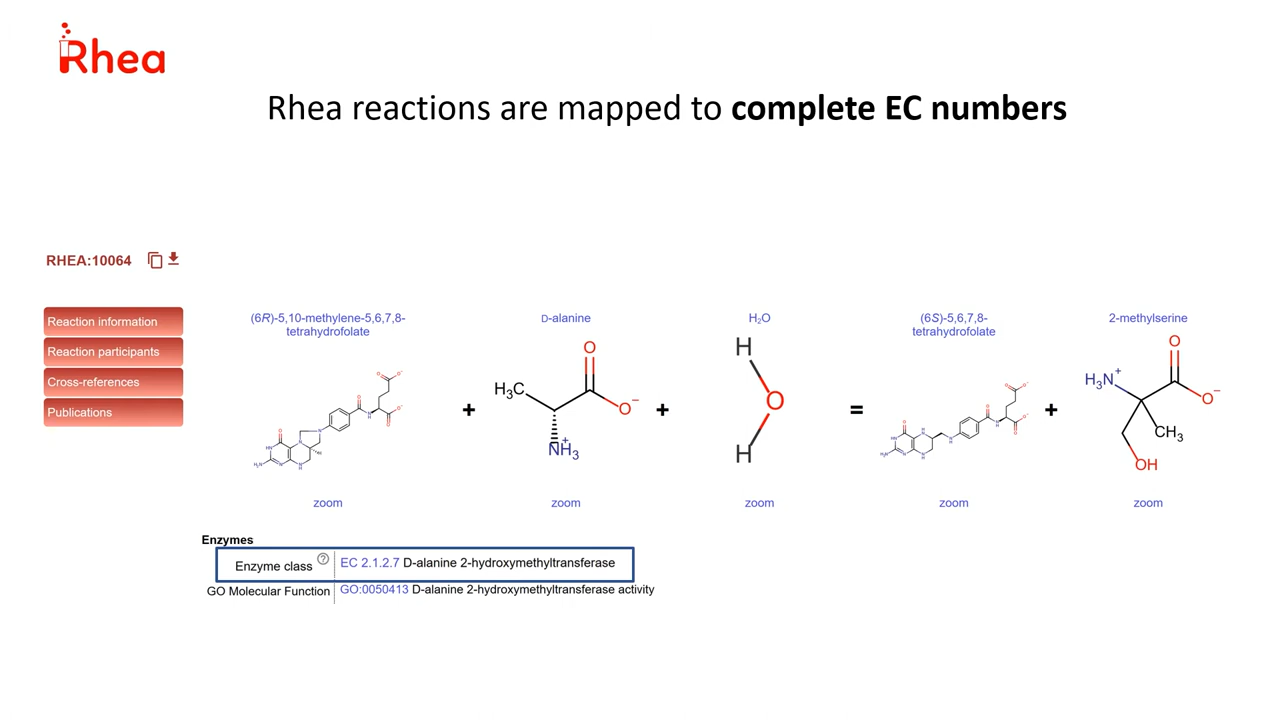 Rhea
Rhea reactions are mapped to complete EC numbers
RHEA:10064
Reaction information
Reaction participants
Cross-references
Publications
(6R)-5,10-methylene-5,6,7,8-
tetrahydrofolate
D-alanine
H₂O
(6S)-5,6,7,8-
tetrahydrofolate
2-methylserine
H₃C
O
O⁻
NH₃
+
+
+
H
O
H
=
+
H₃N⁺
O
O⁻
CH₃
OH
zoom
zoom
zoom
zoom
zoom
Enzymes
Enzyme class ? EC 2.1.2.7 D-alanine 2-hydroxymethyltransferase
GO Molecular Function GO:0050413 D-alanine 2-hydroxymethyltransferase activity